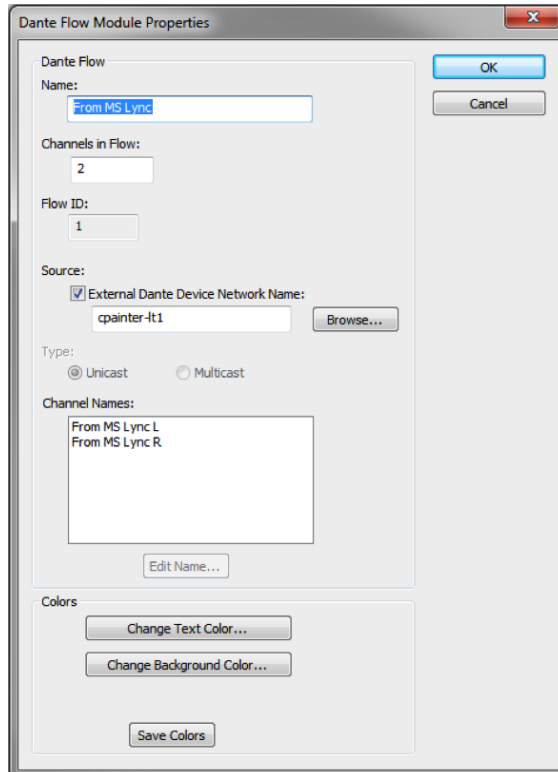 Dante Flow Module Properties
x
Dante Flow
Name:
From MS Lync
OK
Cancel
Channels in Flow:
2
Flow ID:
1
Source:
External Dante Device Network Name:
cpainter-lt1
Browse...
Type:
Unicast Multicast
Channel Names:
From MS Lync L
From MS Lync R
Edit Name...
Colors
Change Text Color...
Change Background Color...
Save Colors